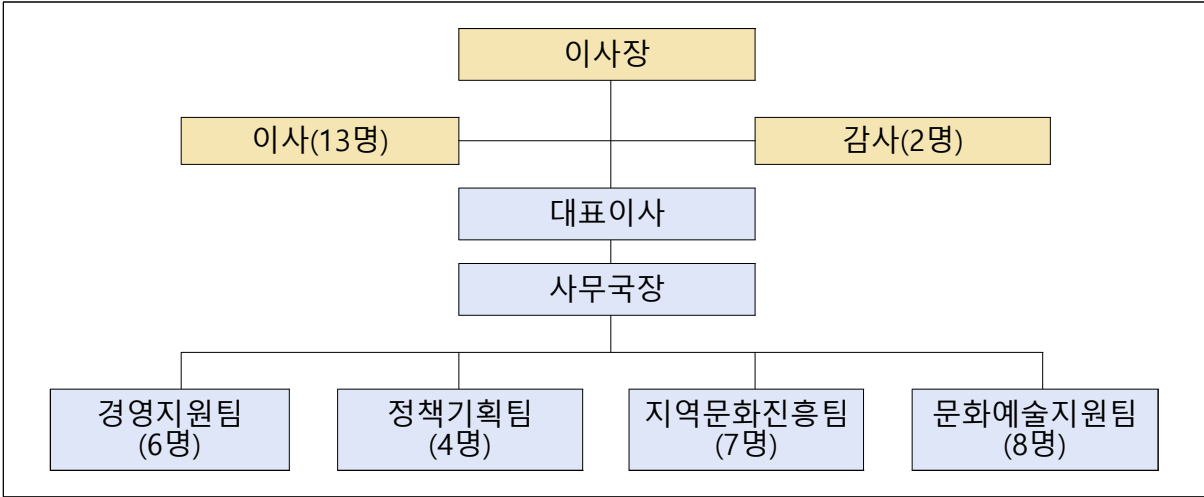 이사장
이사(13명)
감사(2명)
대표이사
사무국장
경영지원팀
(6명)
정책기획팀
(4명)
지역문화진흥팀
(7명)
문화예술지원팀
(8명)